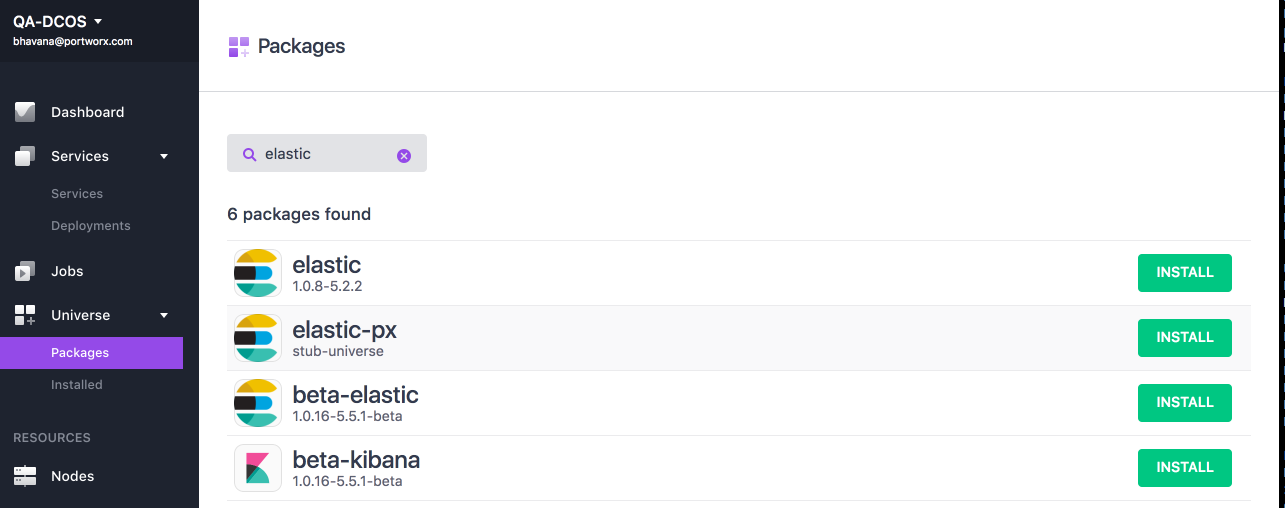 QA-DCOS
bhavana@portworx.com
Dashboard
Services
Services
Deployments
Jobs
Universe
Packages
Installed
RESOURCES
Nodes
Packages
elastic
6 packages found
elastic
1.0.8-5.2.2
INSTALL
elastic-px
stub-universe
INSTALL
beta-elastic
1.0.16-5.5.1-beta
INSTALL
beta-kibana
1.0.16-5.5.1-beta
INSTALL